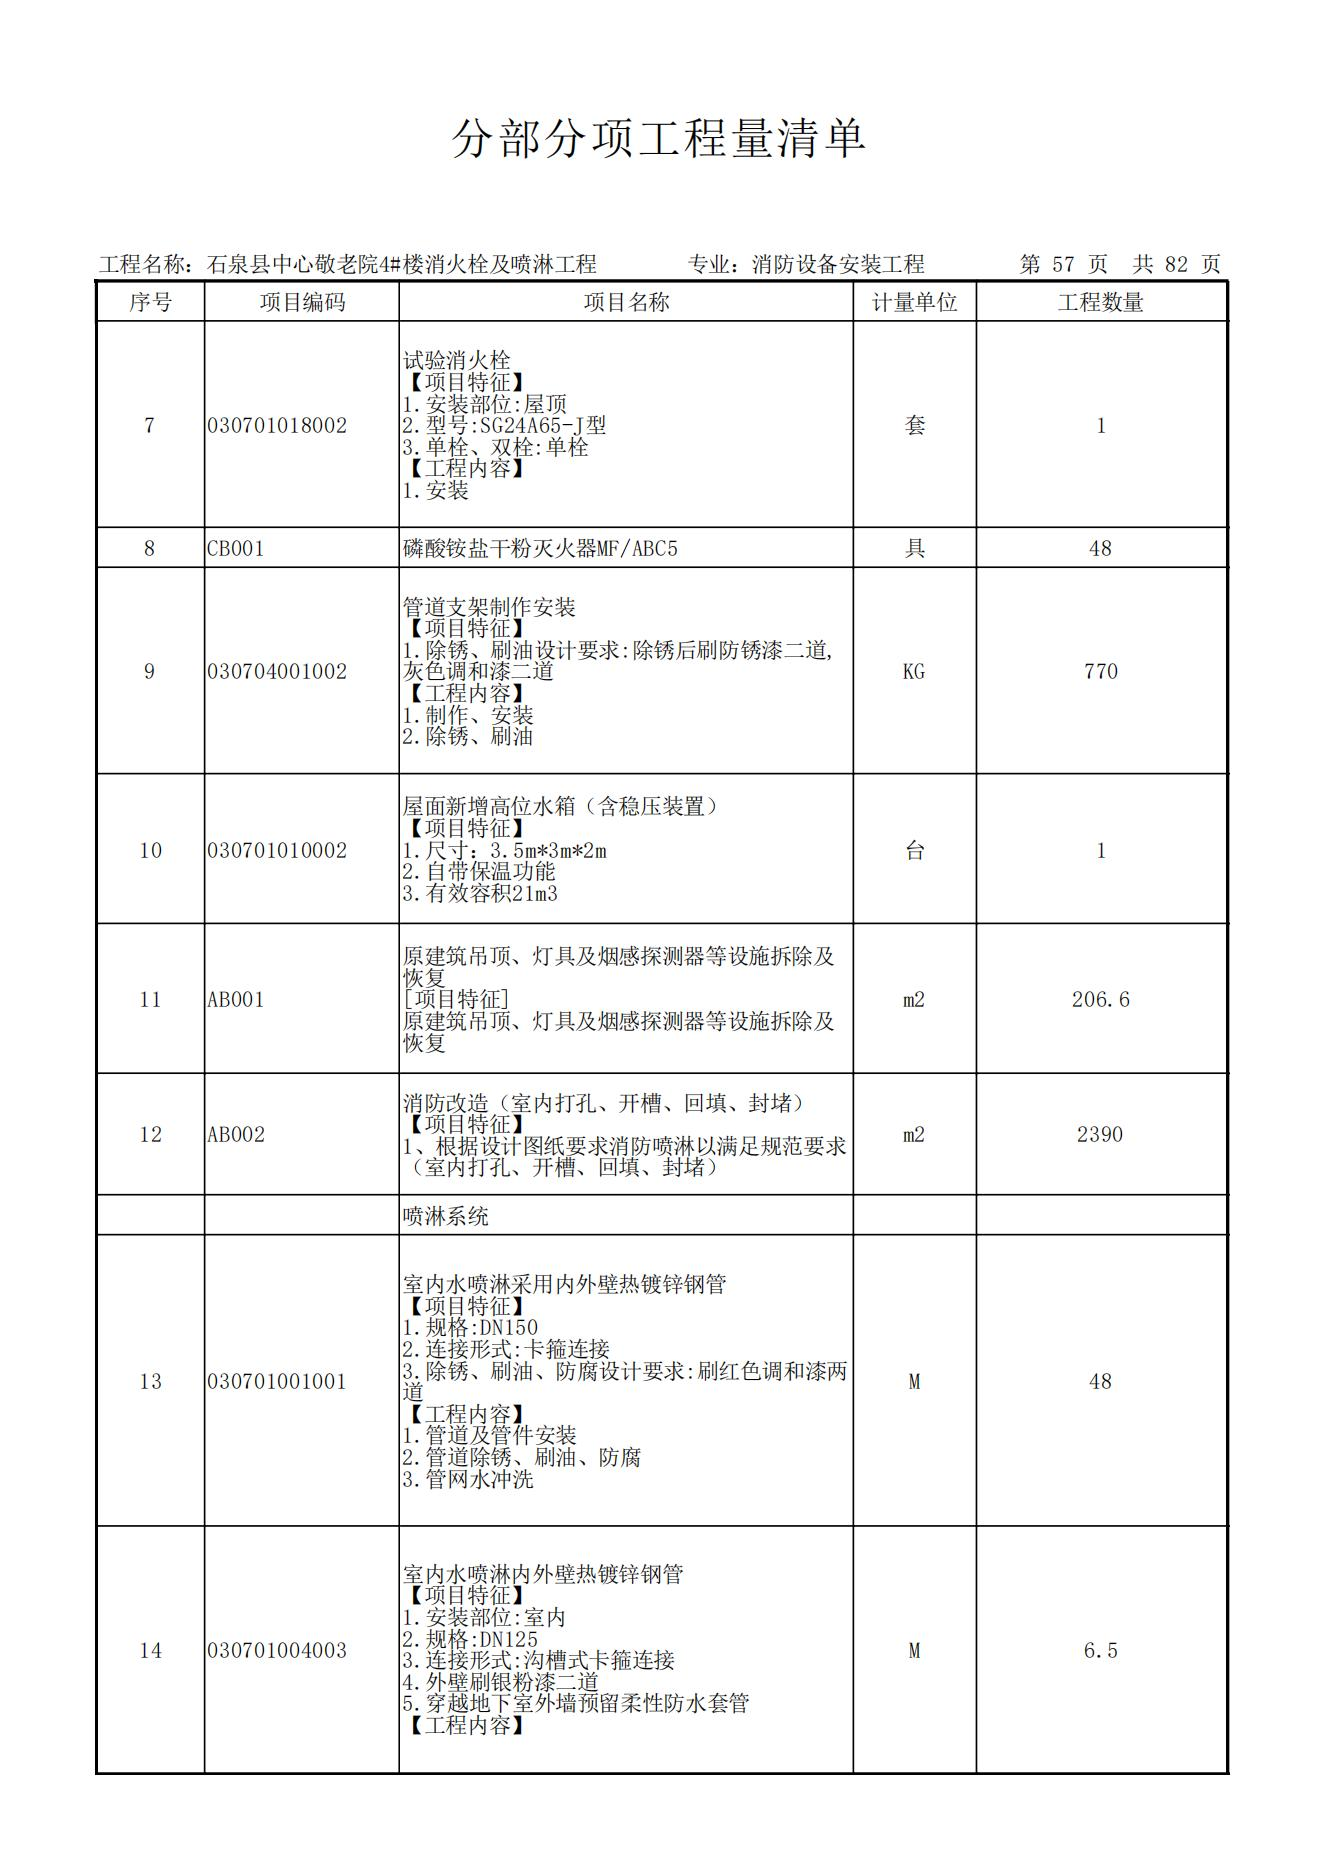 分部分项工程量清单
工程名称：石泉县中心敬老院4#楼消火栓及喷淋工程 专业：消防设备安装工程 第 57 页 共 82 页
序号 项目编码 项目名称 计量单位 工程数量
试验消火栓
【项目特征】
1.安装部位:屋顶
7 030701018002 2.型号:SG24A65-J型 套 1
3.单栓、双栓:单栓
【工程内容】
1.安装
8 CB001 磷酸铵盐干粉灭火器MF/ABC5 具 48
管道支架制作安装
【项目特征】
1.除锈、刷油设计要求:除锈后刷防锈漆二道,
9 030704001002 灰色调和漆二道 KG 770
【工程内容】
1.制作、安装
2.除锈、刷油
屋面新增高位水箱（含稳压装置）
【项目特征】
10 030701010002 1.尺寸：3.5m*3m*2m 台 1
2.自带保温功能
3.有效容积21m3
原建筑吊顶、灯具及烟感探测器等设施拆除及
恢复
11 AB001 [项目特征] m2 206.6
原建筑吊顶、灯具及烟感探测器等设施拆除及
恢复
消防改造（室内打孔、开槽、回填、封堵）
【项目特征】
12 AB002 1、根据设计图纸要求消防喷淋以满足规范要求 m2 2390
（室内打孔、开槽、回填、封堵）
喷淋系统
室内水喷淋采用内外壁热镀锌钢管
【项目特征】
1.规格:DN150
2.连接形式:卡箍连接
13 030701001001 3.除锈、刷油、防腐设计要求:刷红色调和漆两 M 48
道
【工程内容】
1.管道及管件安装
2.管道除锈、刷油、防腐
3.管网水冲洗
室内水喷淋内外壁热镀锌钢管
【项目特征】
1.安装部位:室内
2.规格:DN125
14 030701004003 3.连接形式:沟槽式卡箍连接 M 6.5
4.外壁刷银粉漆二道
5.穿越地下室外墙预留柔性防水套管
【工程内容】